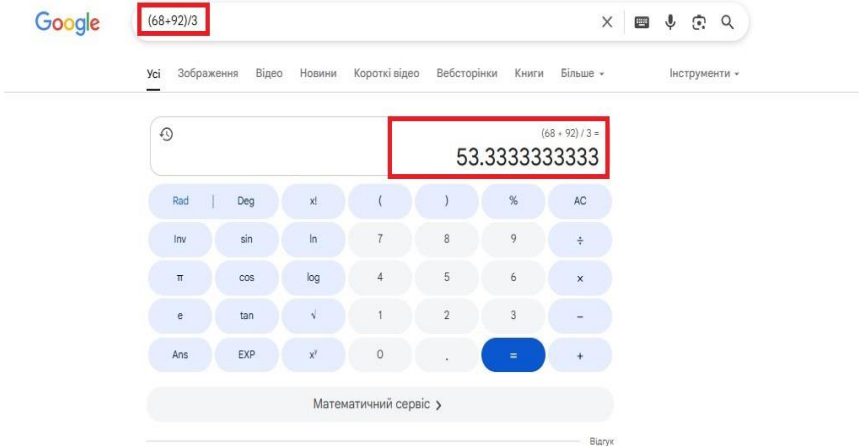 Google (68+92)/3
Усі Зображення Відео Новини Короткі відео Вебсторінки Книги Більше Інструменти
(68 + 92) / 3 =
53.3333333333
Rad | Deg x! ( ) % AC
Inv sin ln 7 8 9 ÷
π cos log 4 5 6 ×
e tan √ 1 2 3 −
Ans EXP xʸ 0 . = +
Математичний сервіс
Відгук